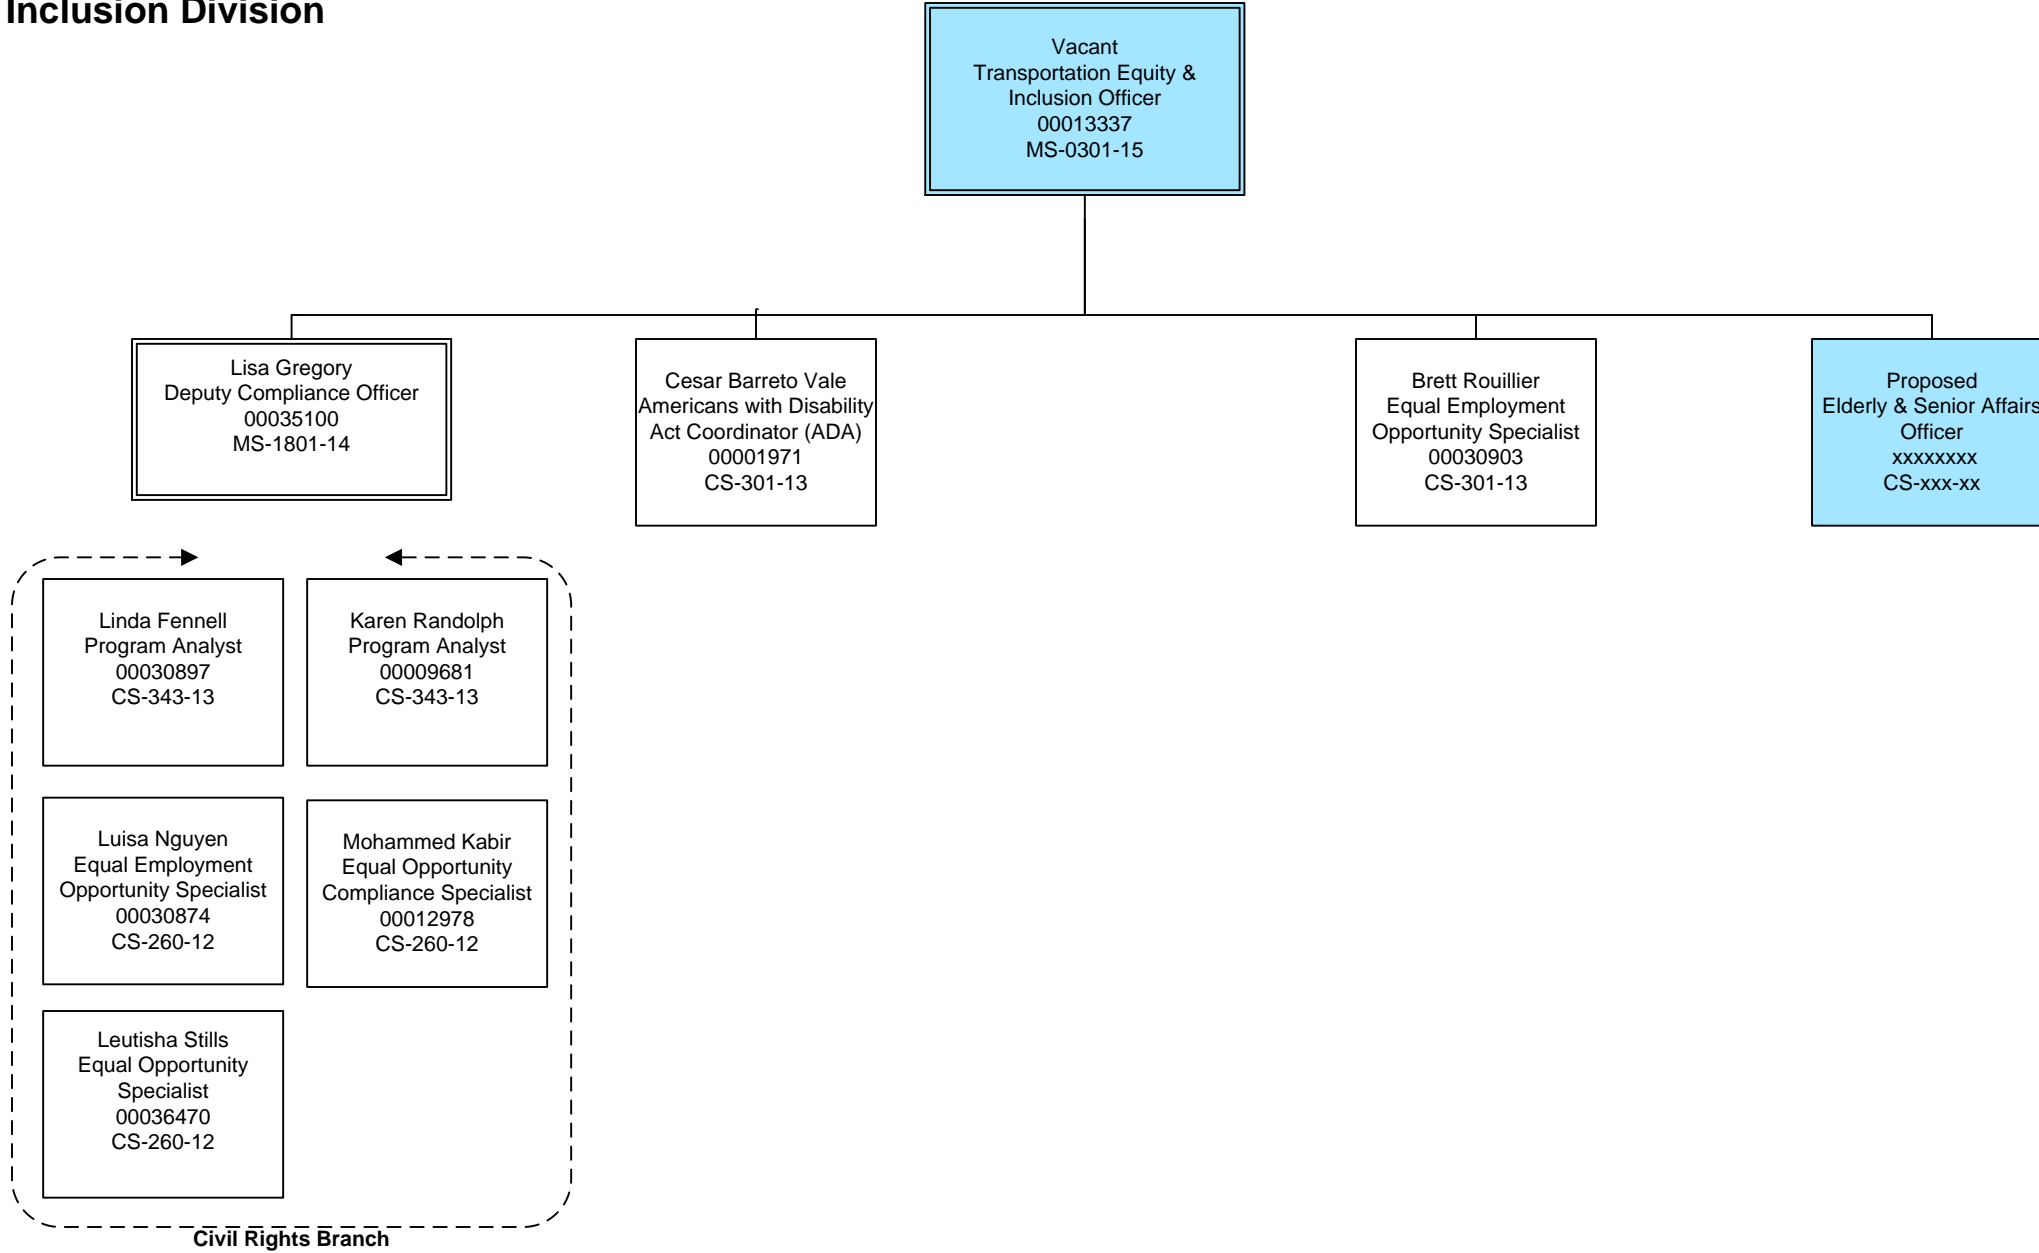 Inclusion Division
Vacant
Transportation Equity &
Inclusion Officer
00013337
MS-0301-15
Lisa Gregory
Deputy Compliance Officer
00035100
MS-1801-14
Cesar Barreto Vale
Americans with Disability
Act Coordinator (ADA)
00001971
CS-301-13
Brett Rouillier
Equal Employment
Opportunity Specialist
00030903
CS-301-13
Proposed
Elderly & Senior Affairs
Officer
xxxxxxxx
CS-xxx-xx
Linda Fennell
Program Analyst
00030897
CS-343-13
Karen Randolph
Program Analyst
00009681
CS-343-13
Luisa Nguyen
Equal Employment
Opportunity Specialist
00030874
CS-260-12
Mohammed Kabir
Equal Opportunity
Compliance Specialist
00012978
CS-260-12
Leutisha Stills
Equal Opportunity
Specialist
00036470
CS-260-12
Civil Rights Branch